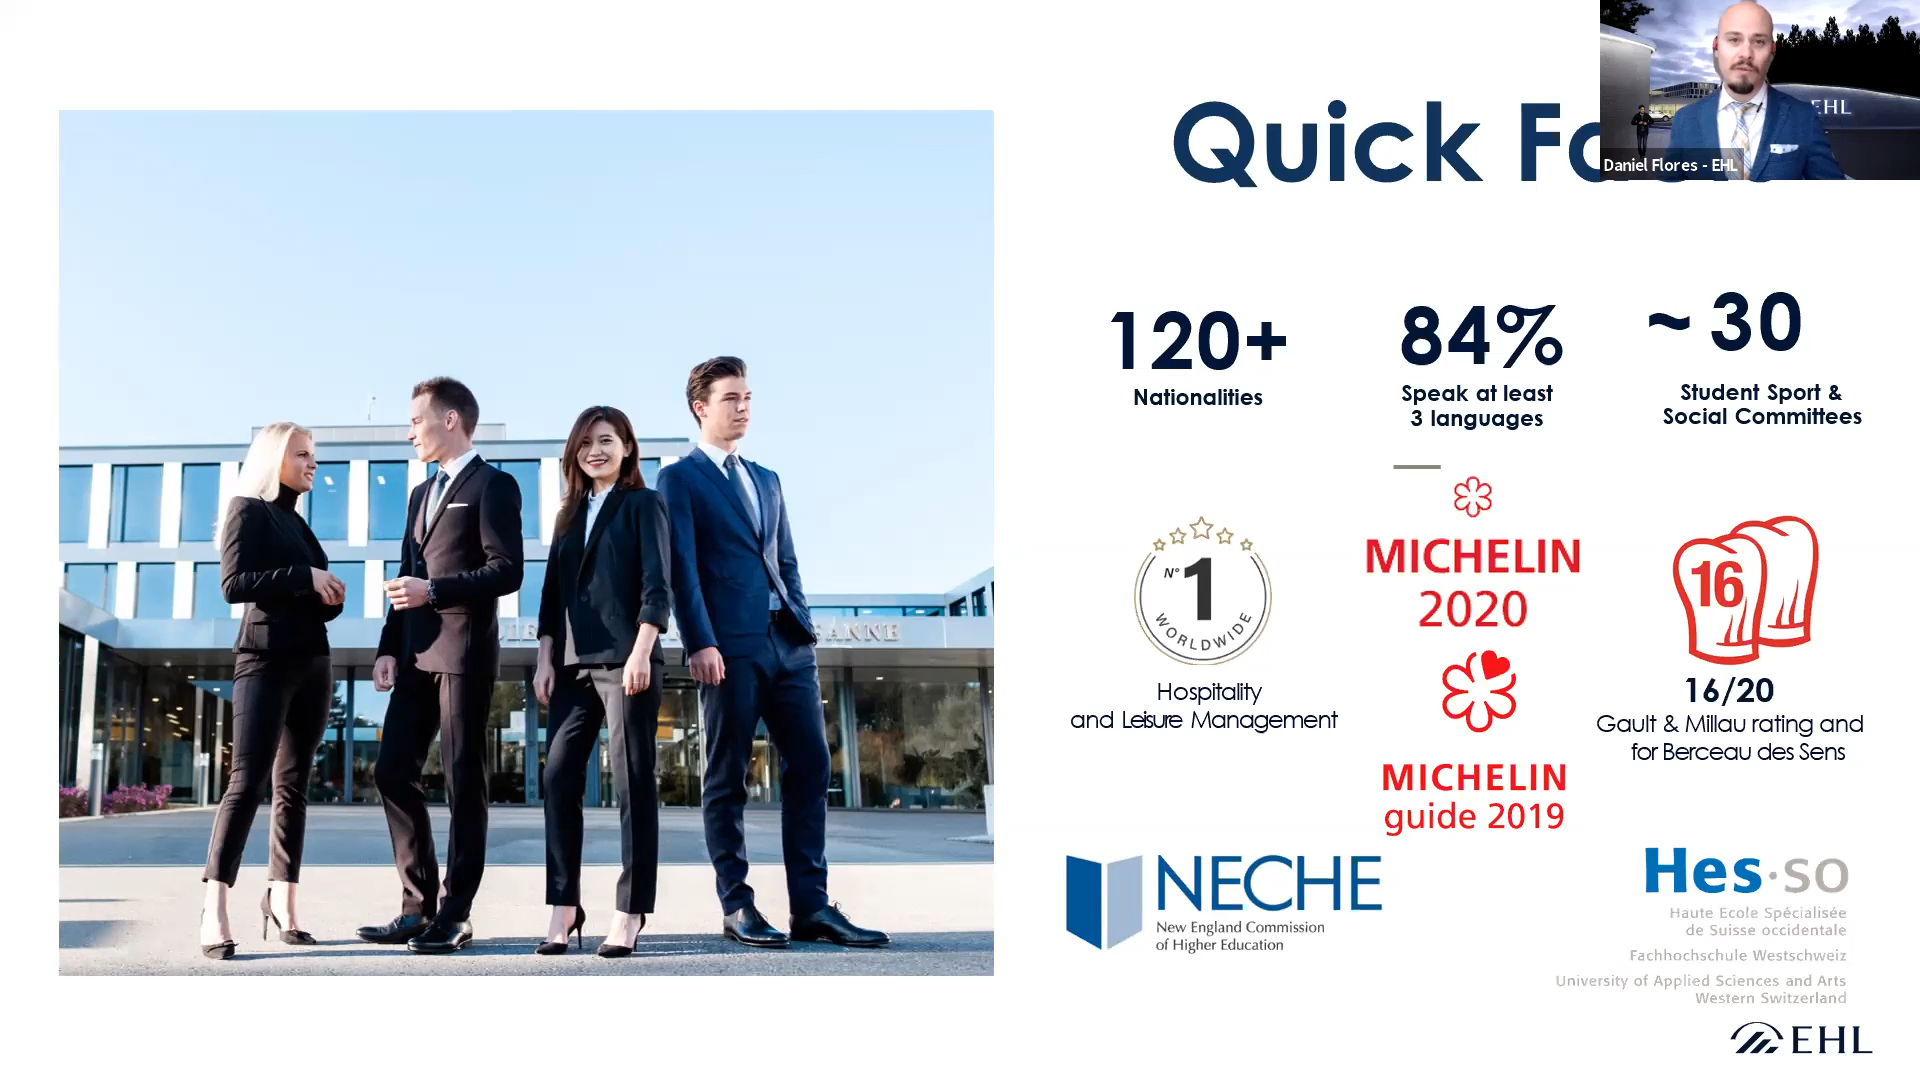 Quick Fa
EHL
Daniel Flores - EHL
120+
Nationalities
84%
Speak at least
3 languages
~ 30
Student Sport &
Social Committees
N° 1
WORLDWIDE
Hospitality
and Leisure Management
MICHELIN
2020
MICHELIN
guide 2019
16
16/20
Gault & Millau rating and
for Berceau des Sens
NECHE
New England Commission
of Higher Education
Hes·so
Haute Ecole Spécialisée
de Suisse occidentale
Fachhochschule Westschweiz
University of Applied Sciences and Arts
Western Switzerland
EHL